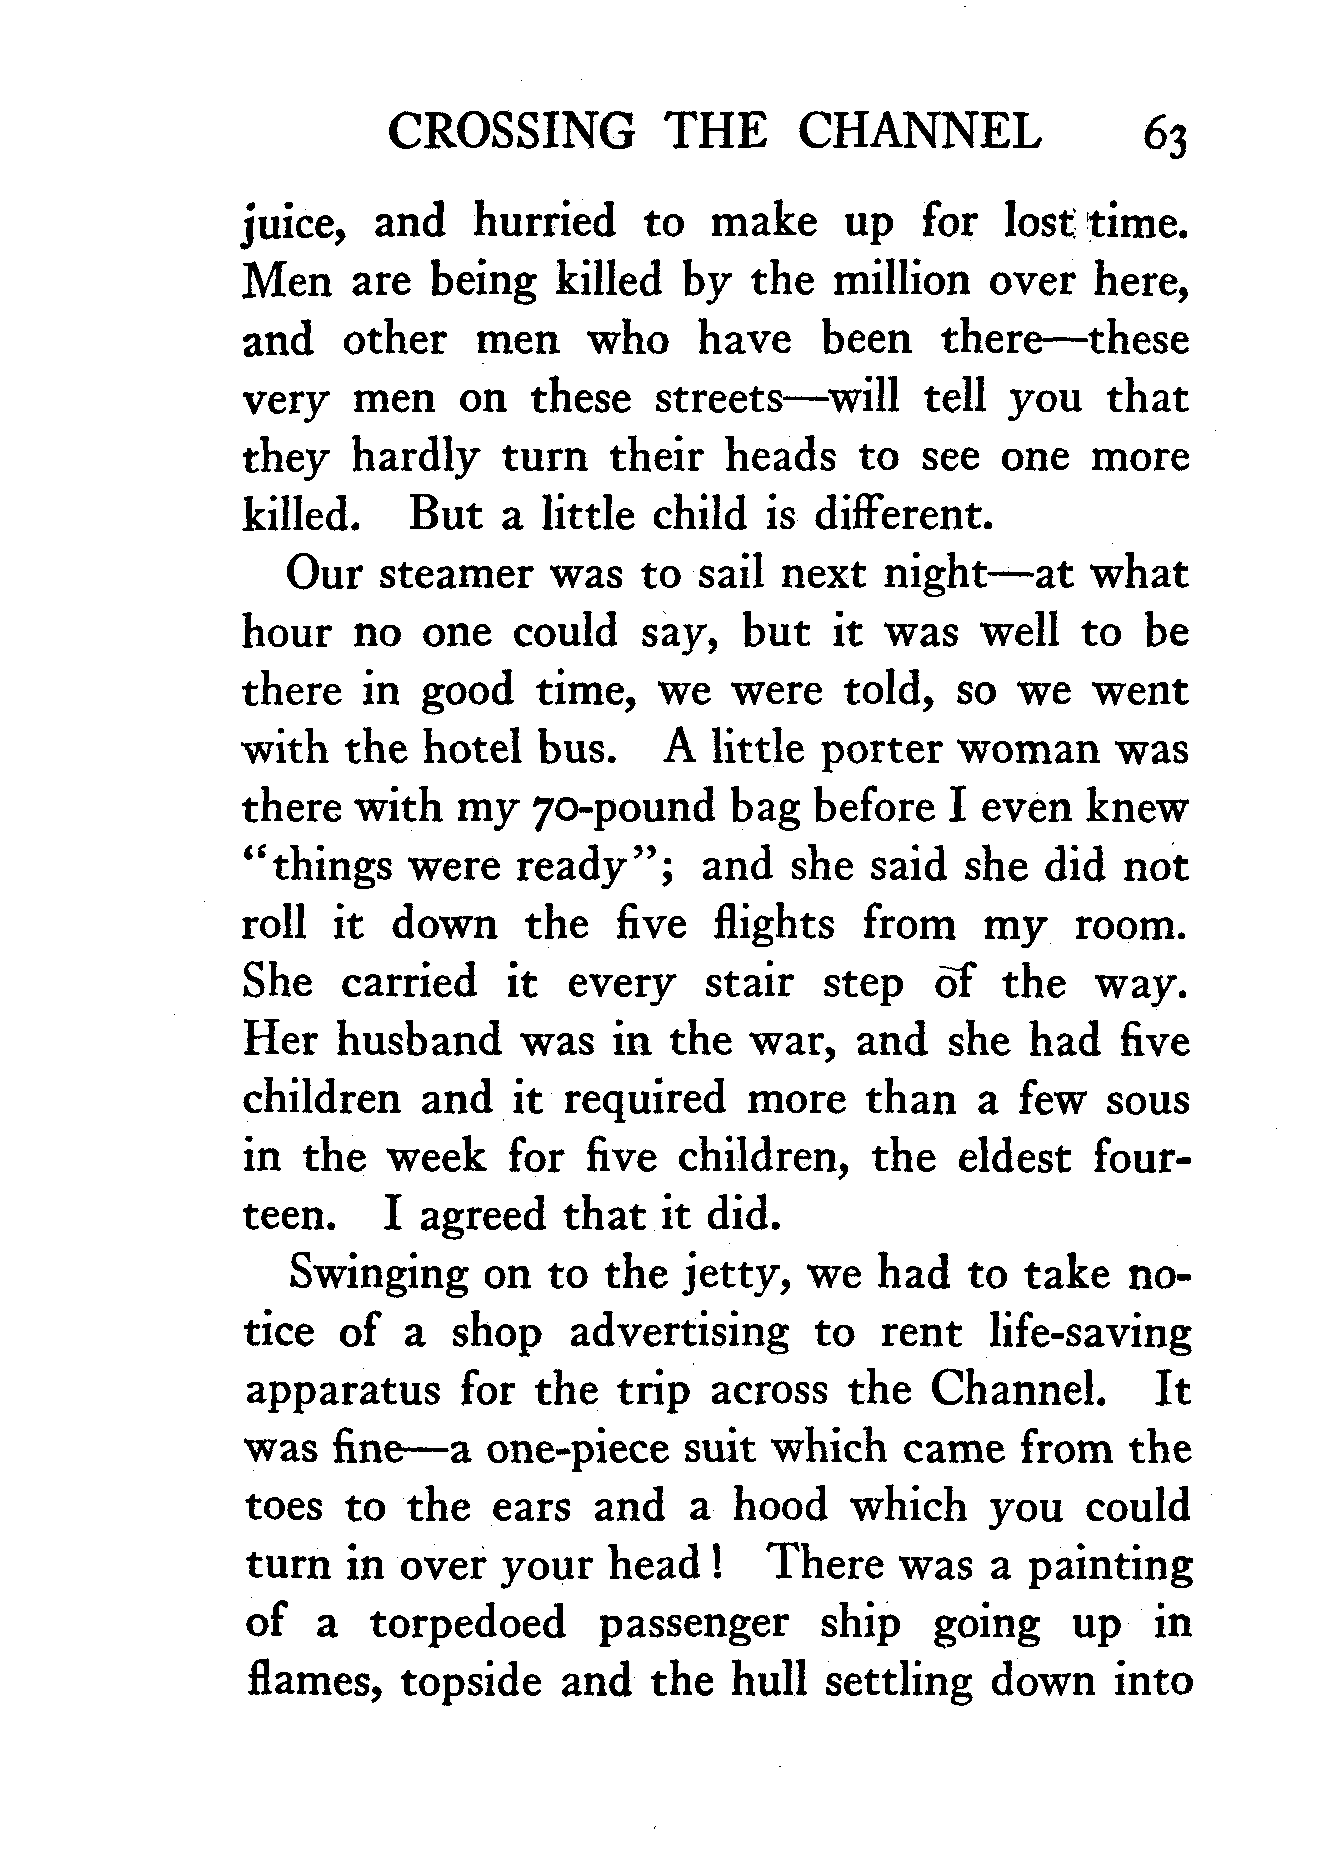 CROSSING THE CHANNEL 63
juice, and hurried to make up for lost time.
Men are being killed by the million over here,
and other men who have been there—these
very men on these streets—will tell you that
they hardly turn their heads to see one more
killed. But a little child is different.
Our steamer was to sail next night—at what
hour no one could say, but it was well to be
there in good time, we were told, so we went
with the hotel bus. A little porter woman was
there with my 70-pound bag before I even knew
"things were ready"; and she said she did not
roll it down the five flights from my room.
She carried it every stair step of the way.
Her husband was in the war, and she had five
children and it required more than a few sous
in the week for five children, the eldest four-
teen. I agreed that it did.
Swinging on to the jetty, we had to take no-
tice of a shop advertising to rent life-saving
apparatus for the trip across the Channel. It
was fine—a one-piece suit which came from the
toes to the ears and a hood which you could
turn in over your head! There was a painting
of a torpedoed passenger ship going up in
flames, topside and the hull settling down into